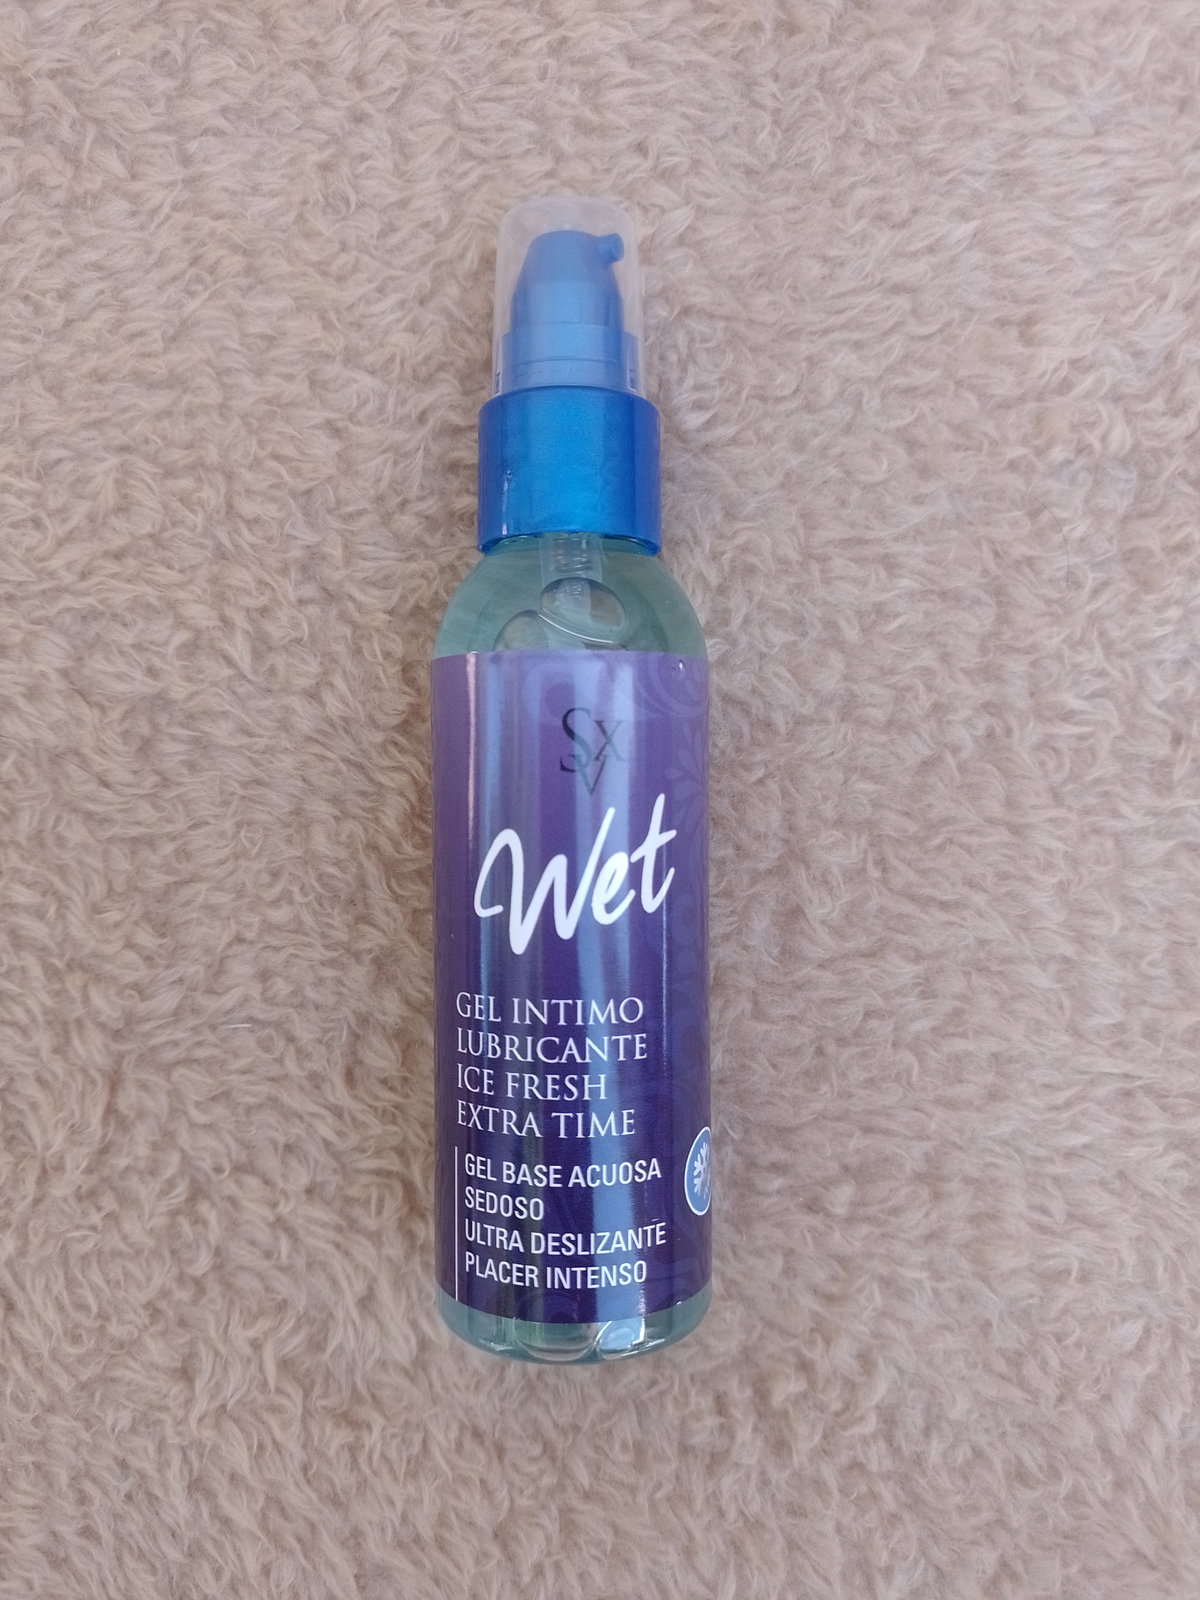 SXV
Wet
GEL INTIMO
LUBRICANTE
ICE FRESH
EXTRA TIME
GEL BASE ACUOSA
SEDOSO
ULTRA DESLIZANTE
PLACER INTENSO